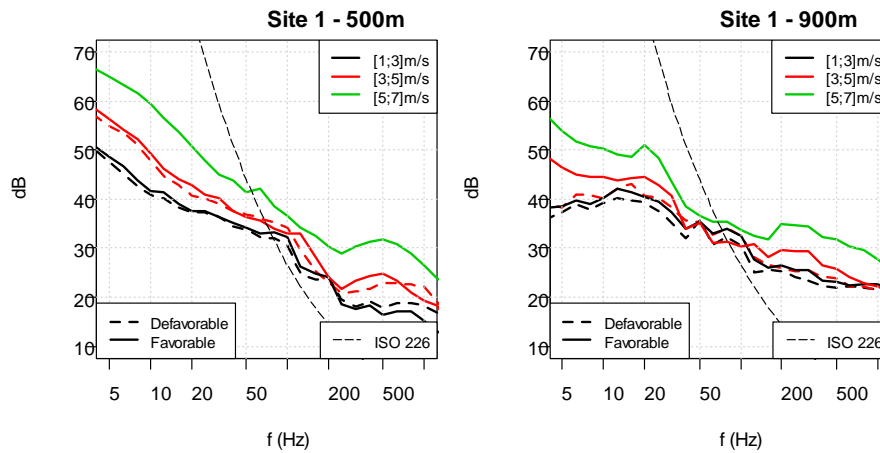 Site 1 - 500m
70
60
50
40
30
20
10
dB
[1;3]m/s
[3;5]m/s
[5;7]m/s
Defavorable
Favorable
ISO 226
5 10 20 50 200 500
f (Hz)
Site 1 - 900m
70
60
50
40
30
20
10
dB
[1;3]m/s
[3;5]m/s
[5;7]m/s
Defavorable
Favorable
ISO 226
5 10 20 50 200 500
f (Hz)